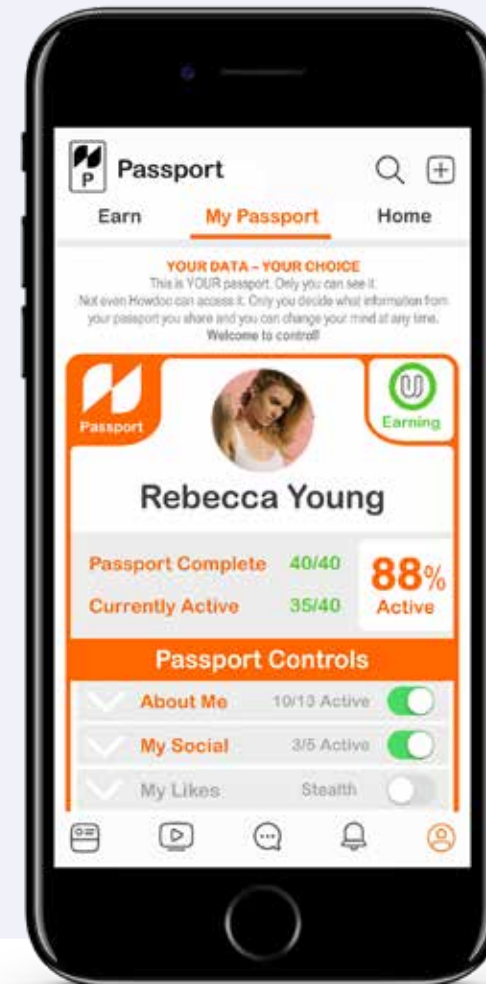 P
Passport
Earn My Passport Home
YOUR DATA – YOUR CHOICE
This is YOUR passport. Only you can see it.
Not even Howdoo can access it. Only you decide what information from
your passport you share and you can change your mind at any time.
Welcome to control!
Passport
Earning
Rebecca Young
Passport Complete 40/40
88%
Currently Active 35/40
Active
Passport Controls
About Me 10/13 Active
My Social 3/5 Active
My Likes Stealth